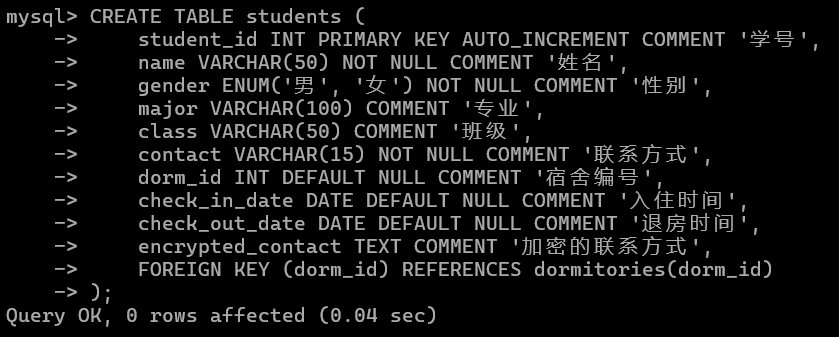 mysql> CREATE TABLE students (
    ->     student_id INT PRIMARY KEY AUTO_INCREMENT COMMENT '学号',
    ->     name VARCHAR(50) NOT NULL COMMENT '姓名',
    ->     gender ENUM('男', '女') NOT NULL COMMENT '性别',
    ->     major VARCHAR(100) COMMENT '专业',
    ->     class VARCHAR(50) COMMENT '班级',
    ->     contact VARCHAR(15) NOT NULL COMMENT '联系方式',
    ->     dorm_id INT DEFAULT NULL COMMENT '宿舍编号',
    ->     check_in_date DATE DEFAULT NULL COMMENT '入住时间',
    ->     check_out_date DATE DEFAULT NULL COMMENT '退房时间',
    ->     encrypted_contact TEXT COMMENT '加密的联系方式',
    ->     FOREIGN KEY (dorm_id) REFERENCES dormitories(dorm_id)
    -> );
Query OK, 0 rows affected (0.04 sec)